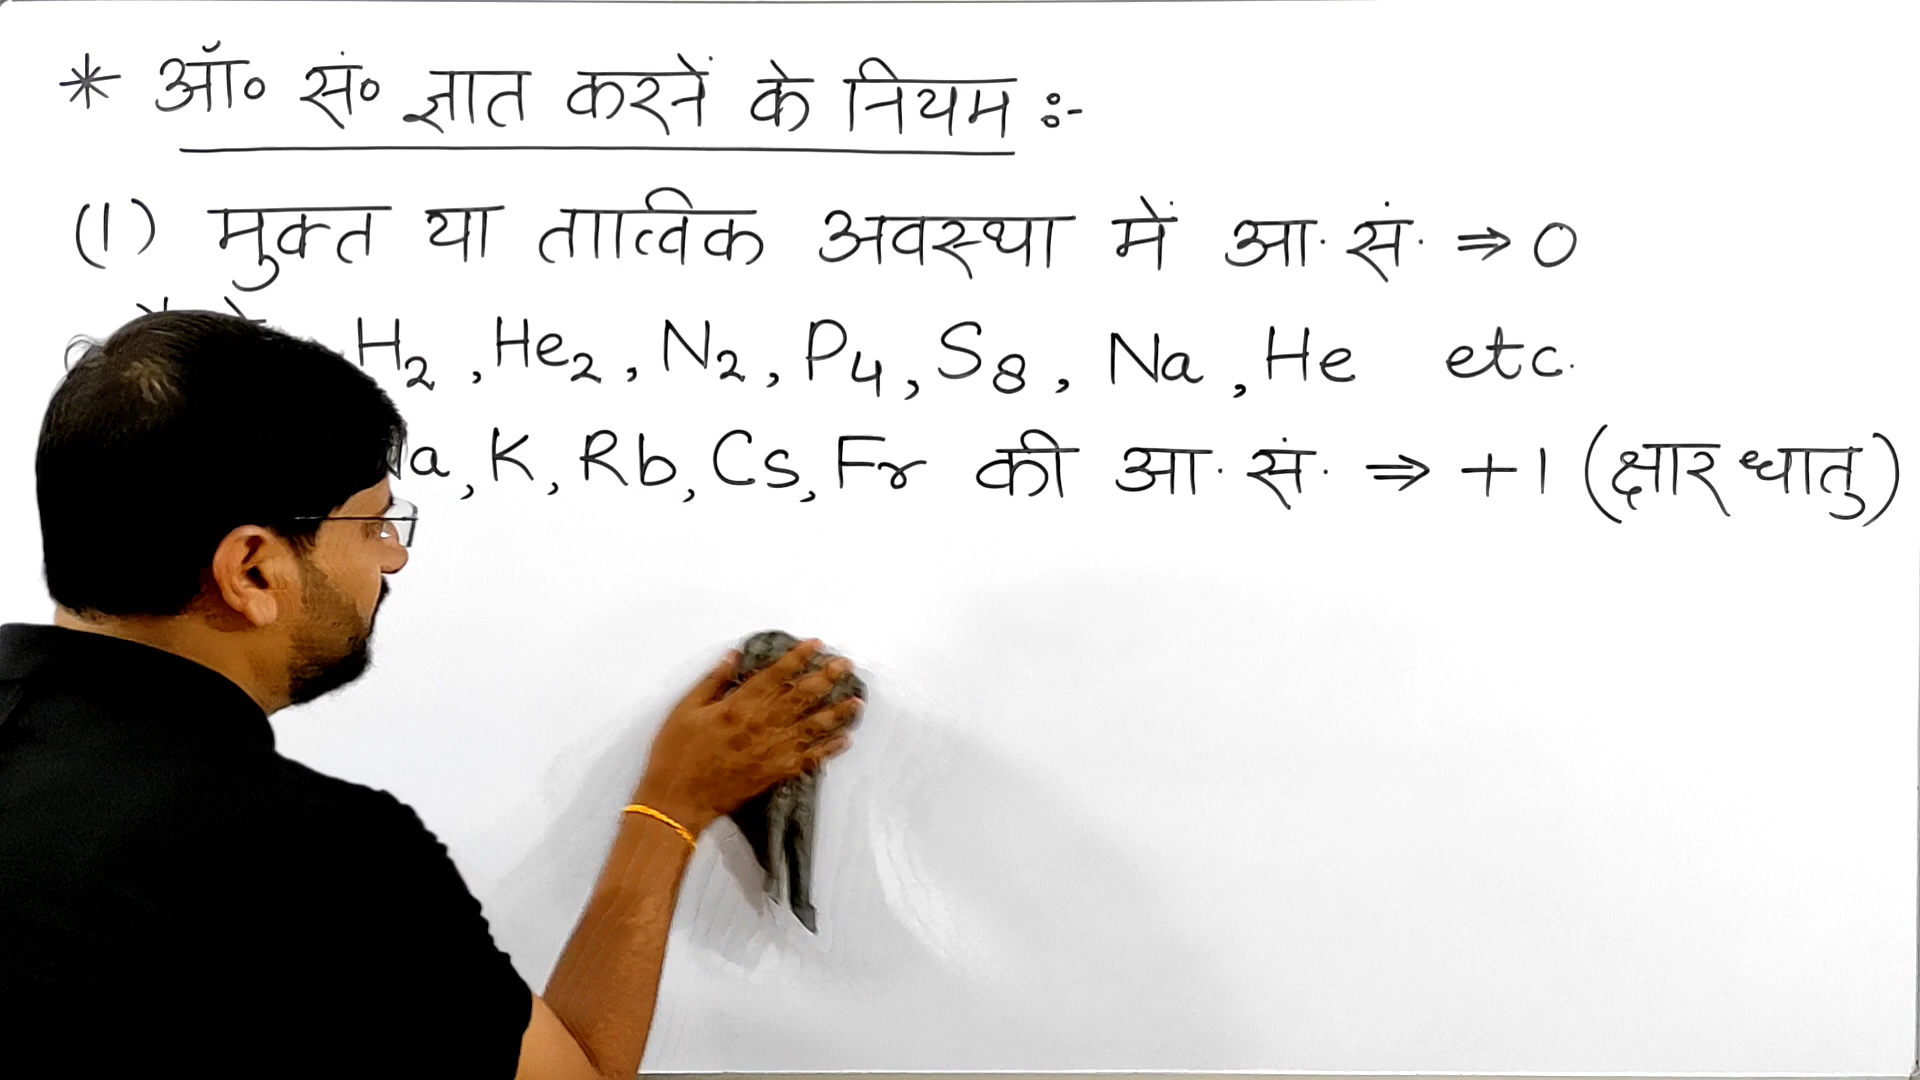 * ऑ० सं० ज्ञात करनें के नियम :-
(1) मुक्त या तात्विक अवस्था में आ. सं. ⇒ 0
H₂, He₂, N₂, P₄, S₈, Na, He etc.
Na, K, Rb, Cs, Fr की आ. सं. ⇒ +1 (क्षार धातु)